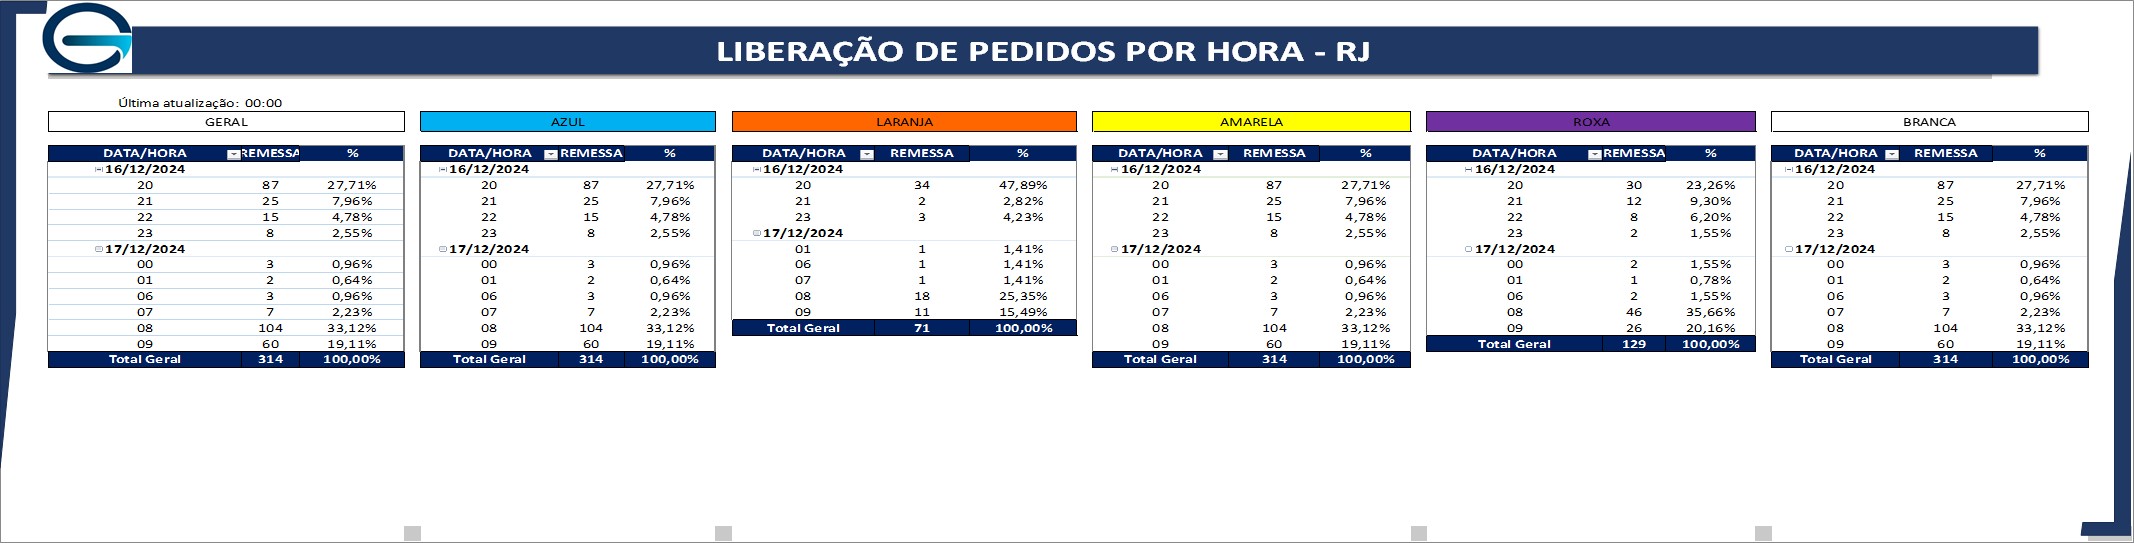 LIBERAÇÃO DE PEDIDOS POR HORA - RJ
Última atualização: 00:00
GERAL
DATA/HORA REMESSA %
16/12/2024
20 87 27,71%
21 25 7,96%
22 15 4,78%
23 8 2,55%
17/12/2024
00 3 0,96%
01 2 0,64%
06 3 0,96%
07 7 2,23%
08 104 33,12%
09 60 19,11%
Total Geral 314 100,00%
AZUL
DATA/HORA REMESSA %
16/12/2024
20 87 27,71%
21 25 7,96%
22 15 4,78%
23 8 2,55%
17/12/2024
00 3 0,96%
01 2 0,64%
06 3 0,96%
07 7 2,23%
08 104 33,12%
09 60 19,11%
Total Geral 314 100,00%
LARANJA
DATA/HORA REMESSA %
16/12/2024
20 34 47,89%
21 2 2,82%
23 3 4,23%
17/12/2024
01 1 1,41%
06 1 1,41%
07 1 1,41%
08 18 25,35%
09 11 15,49%
Total Geral 71 100,00%
AMARELA
DATA/HORA REMESSA %
16/12/2024
20 87 27,71%
21 25 7,96%
22 15 4,78%
23 8 2,55%
17/12/2024
00 3 0,96%
01 2 0,64%
06 3 0,96%
07 7 2,23%
08 104 33,12%
09 60 19,11%
Total Geral 314 100,00%
ROXA
DATA/HORA REMESSA %
16/12/2024
20 30 23,26%
21 12 9,30%
22 8 6,20%
23 2 1,55%
17/12/2024
00 2 1,55%
01 1 0,78%
06 2 1,55%
08 46 35,66%
09 26 20,16%
Total Geral 129 100,00%
BRANCA
DATA/HORA REMESSA %
16/12/2024
20 87 27,71%
21 25 7,96%
22 15 4,78%
23 8 2,55%
17/12/2024
00 3 0,96%
01 2 0,64%
06 3 0,96%
07 7 2,23%
08 104 33,12%
09 60 19,11%
Total Geral 314 100,00%